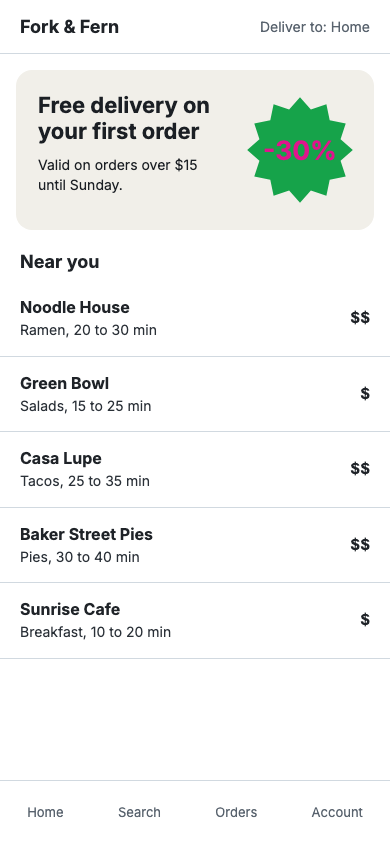 Fork & Fern
Deliver to: Home
Free delivery on
your first order
Valid on orders over $15
until Sunday.
-30%
Near you
Noodle House
Ramen, 20 to 30 min
$$
Green Bowl
Salads, 15 to 25 min
$
Casa Lupe
Tacos, 25 to 35 min
$$
Baker Street Pies
Pies, 30 to 40 min
$$
Sunrise Cafe
Breakfast, 10 to 20 min
$
Home
Search
Orders
Account